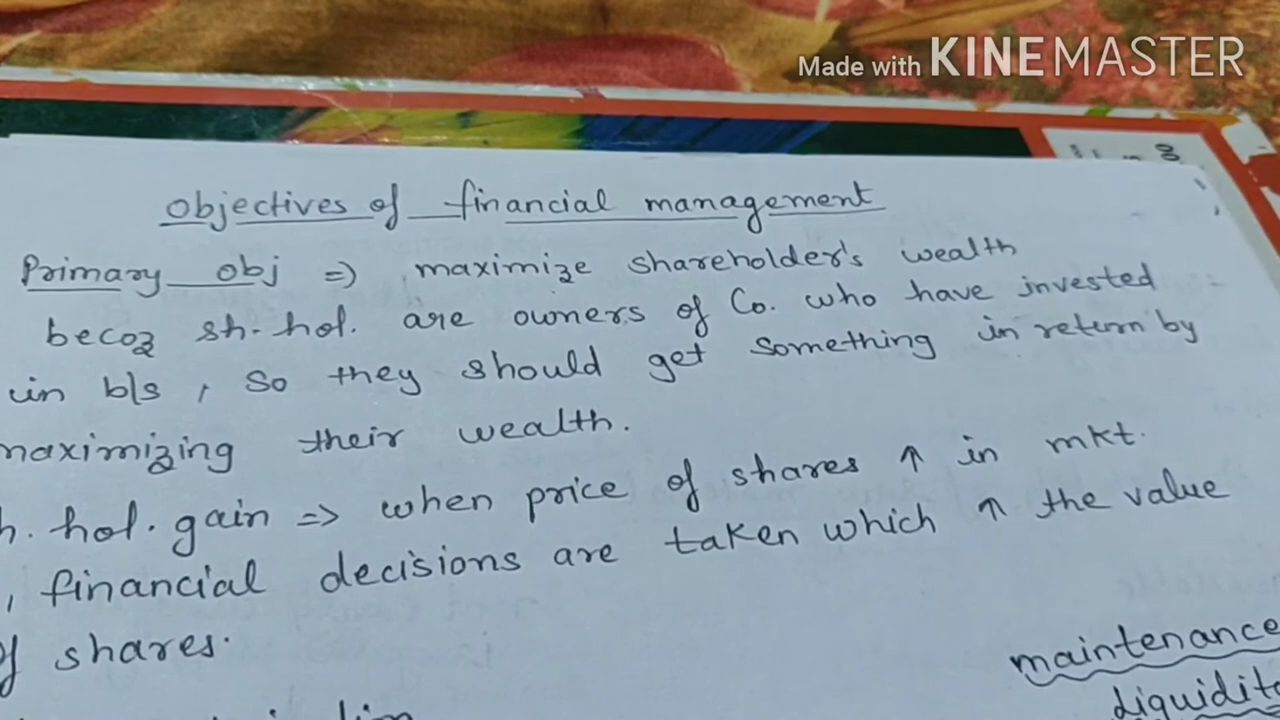 Made with KINEMASTER
Objectives of financial management
Primary obj => maximize shareholder's wealth
becoz sh. hol. are owners of Co. who have invested
in b/s, so they should get something in return by
maximizing their wealth.
h. hol. gain => when price of shares ↑ in mkt.
, financial decisions are taken which ↑ the value
of shares.
maintenance
liquidit